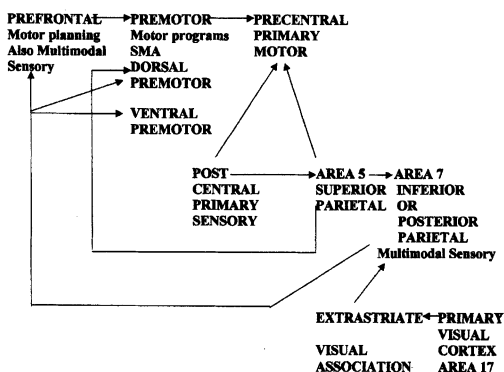 PREFRONTAL PREMOTOR PRECENTRAL
Motor planning Motor programs PRIMARY
Also Multimodal SMA MOTOR
Sensory DORSAL
PREMOTOR
VENTRAL
PREMOTOR
POST AREA 5 AREA 7
CENTRAL SUPERIOR INFERIOR
PRIMARY PARIETAL OR
SENSORY POSTERIOR
PARIETAL
Multimodal Sensory
EXTRASTRIATE PRIMARY
VISUAL
VISUAL CORTEX
ASSOCIATION AREA 17